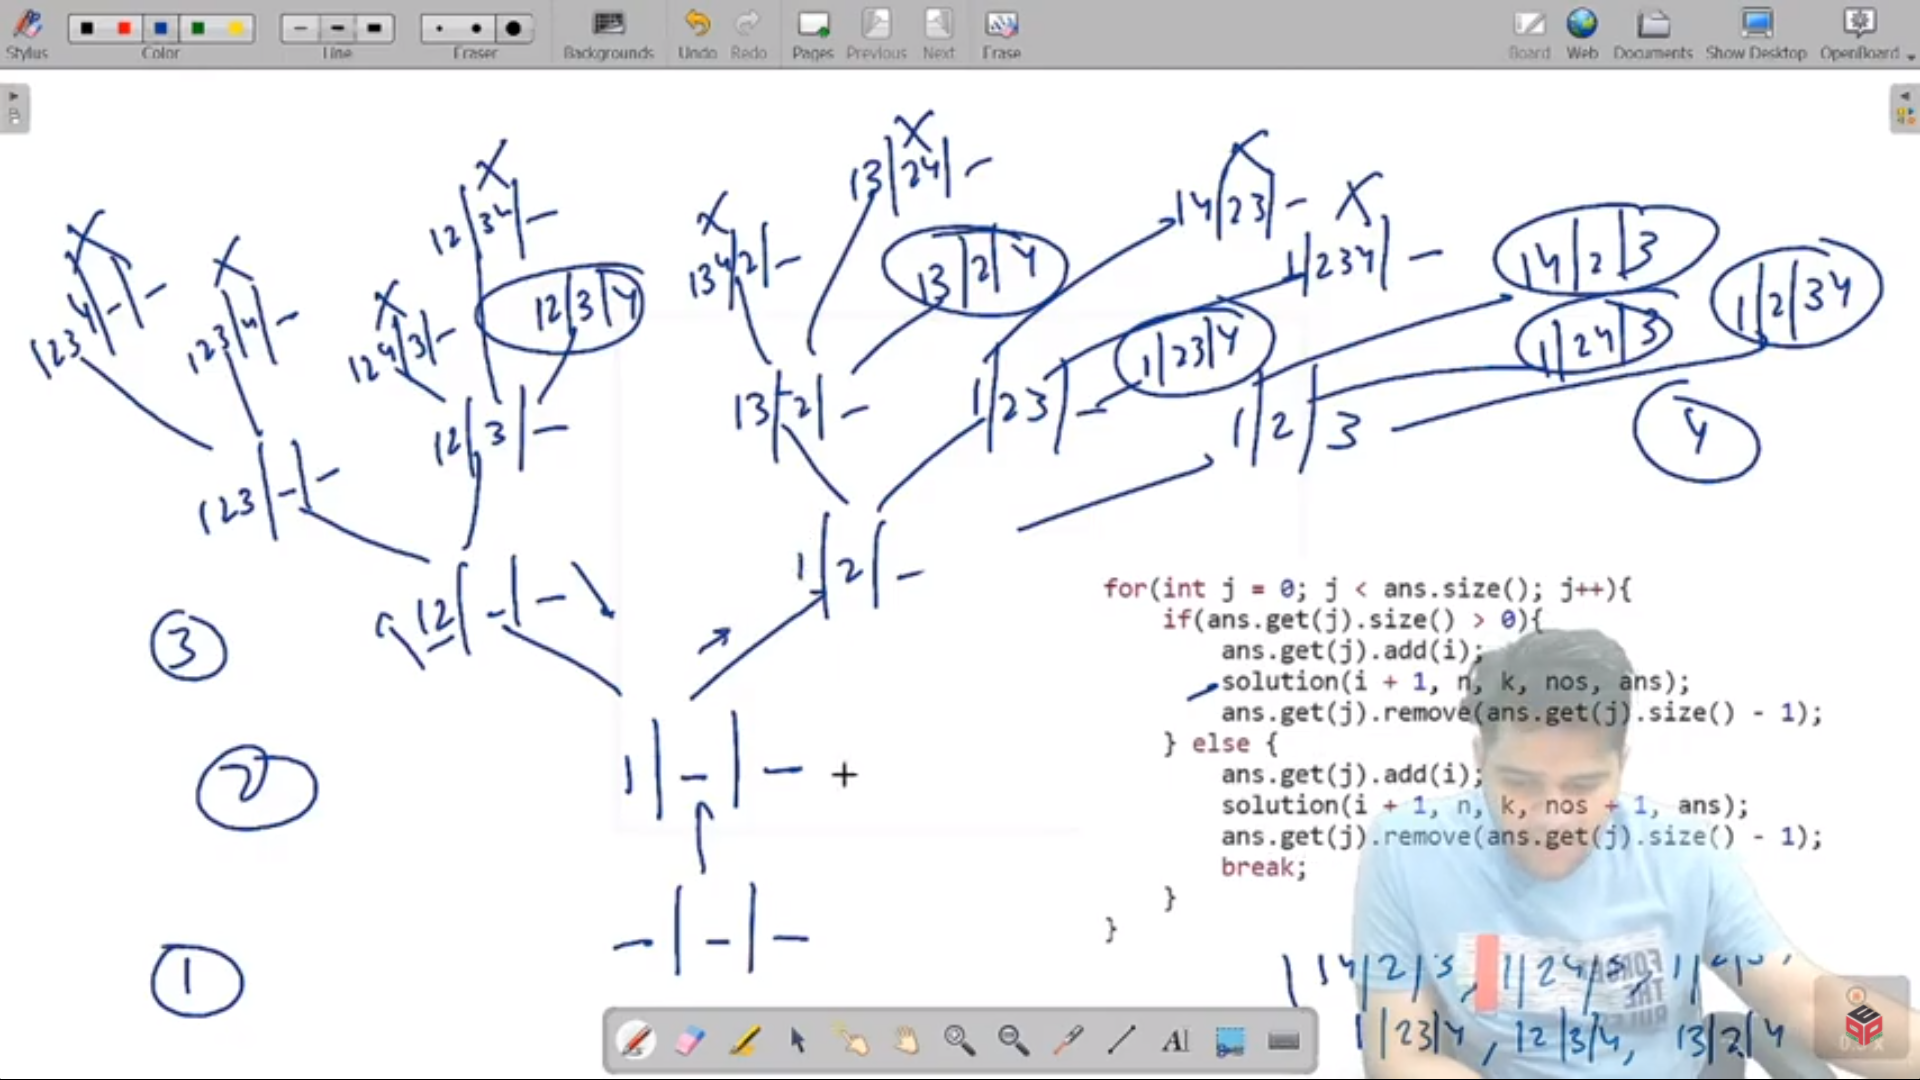 Stylus Color Line Eraser Backgrounds Undo Redo Pages Previous Next Erase Board Web Documents Show Desktop OpenBoard
X
13|24|-
X
12|34|-
X
14|23|-
X
1|234|-
14|2|3
X
1234|-|-
X
123|4|-
X
124|3|-
12|3|4
X
134|2|-
13|2|4
1|23|4
1|24|3
1|2|34
123|-|-
12|3|-
13|2|-
1|23|-
1|2|3
4
12|-|-
1|2|-
3
for(int j = 0; j < ans.size(); j++){
if(ans.get(j).size() > 0){
ans.get(j).add(i);
solution(i + 1, n, k, nos, ans);
ans.get(j).remove(ans.get(j).size() - 1);
} else {
ans.get(j).add(i);
solution(i + 1, n, k, nos + 1, ans);
ans.get(j).remove(ans.get(j).size() - 1);
break;
}
}
2
1|-|-
-|-|-
1
14|2|3, 1|24|3,
1|23|4, 12|3|4, 13|2|4
AI